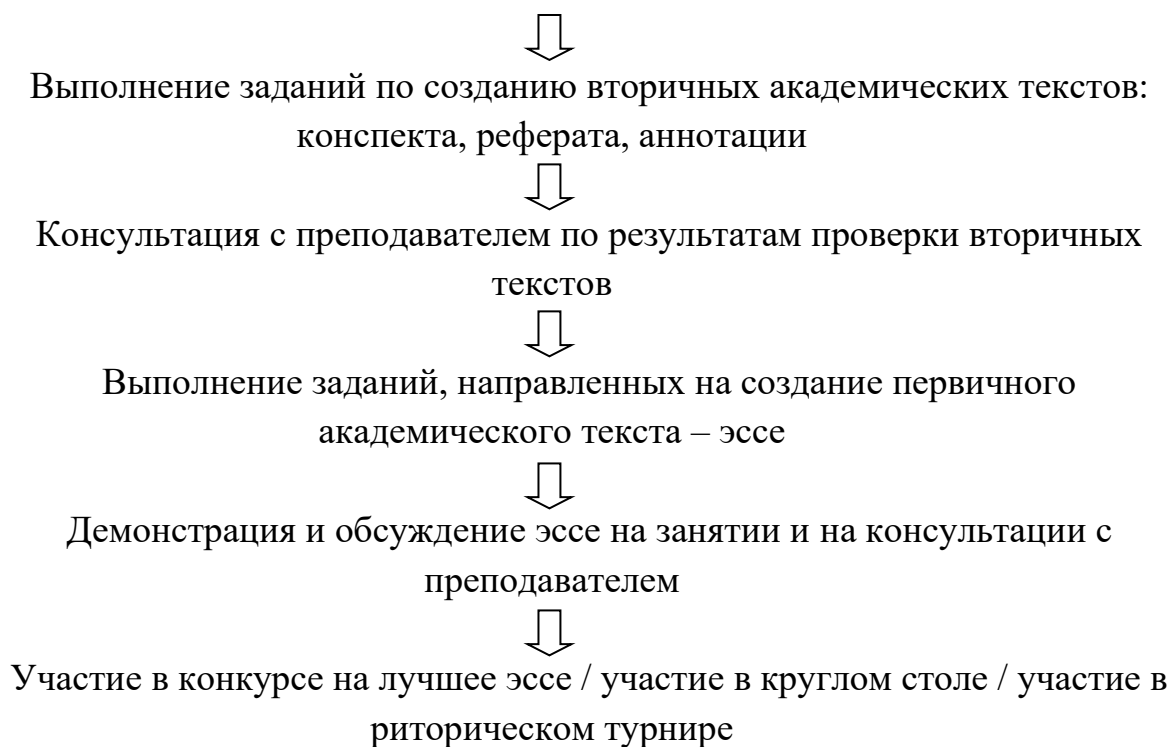 Выполнение заданий по созданию вторичных академических текстов:
конспекта, реферата, аннотации
Консультация с преподавателем по результатам проверки вторичных
текстов
Выполнение заданий, направленных на создание первичного
академического текста – эссе
Демонстрация и обсуждение эссе на занятии и на консультации с
преподавателем
Участие в конкурсе на лучшее эссе / участие в круглом столе / участие в
риторическом турнире